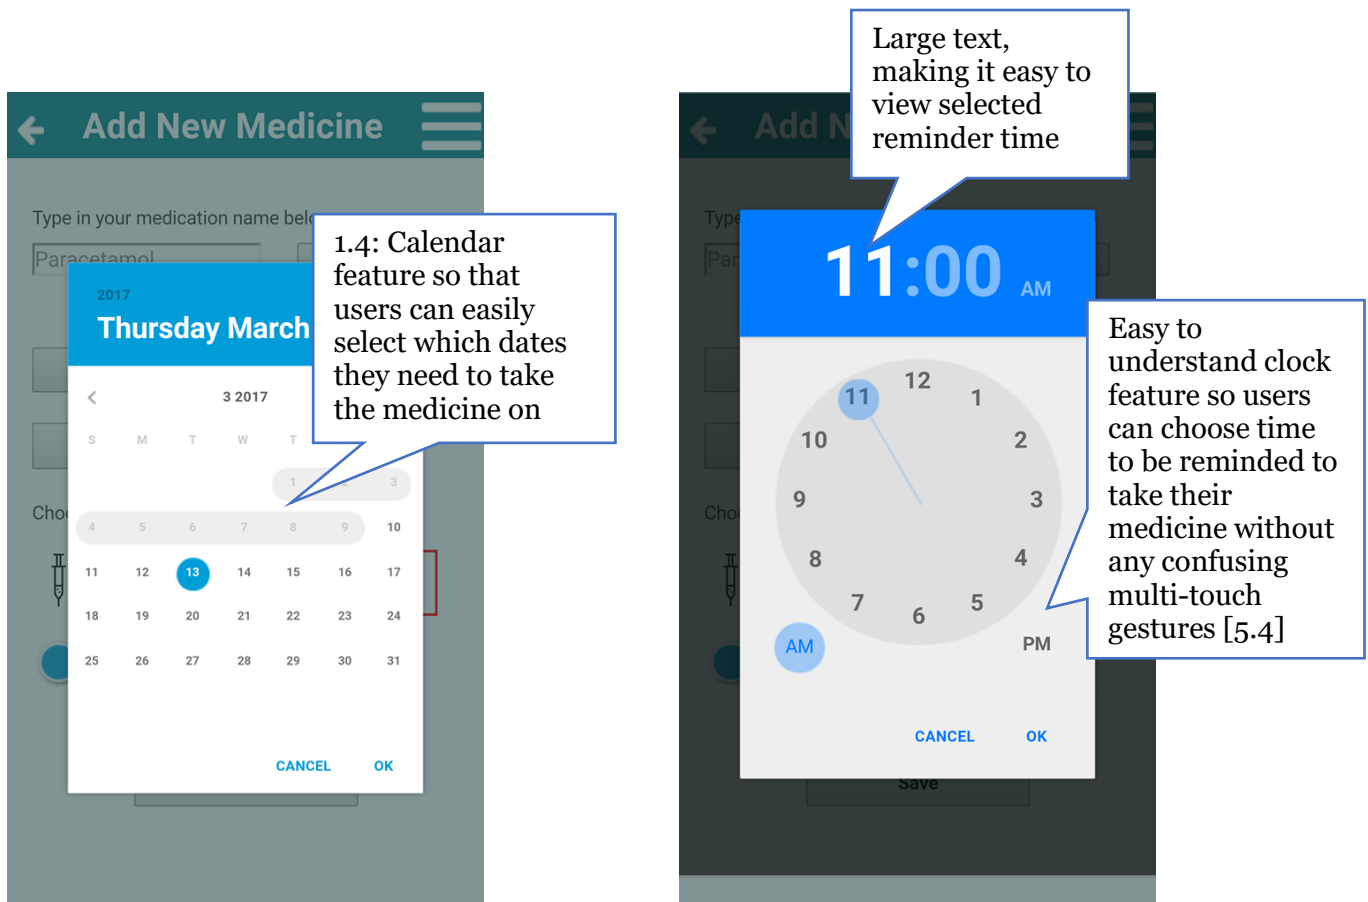 Add New Medicine
Type in your medication name bel
Paracetamol
2017
Thursday March
1.4: Calendar
feature so that
users can easily
select which dates
they need to take
the medicine on
3 2017
S M T W T
1 2 3
4 5 6 7 8 9 10
11 12 13 14 15 16 17
18 19 20 21 22 23 24
25 26 27 28 29 30 31
CANCEL OK
Choo
Large text,
making it easy to
view selected
reminder time
Add N
Type
Par
11:00 AM
12
11 1
10 2
9 3
8 4
7 5
6
AM PM
CANCEL OK
Choo
Save
Easy to
understand clock
feature so users
can choose time
to be reminded to
take their
medicine without
any confusing
multi-touch
gestures [5.4]